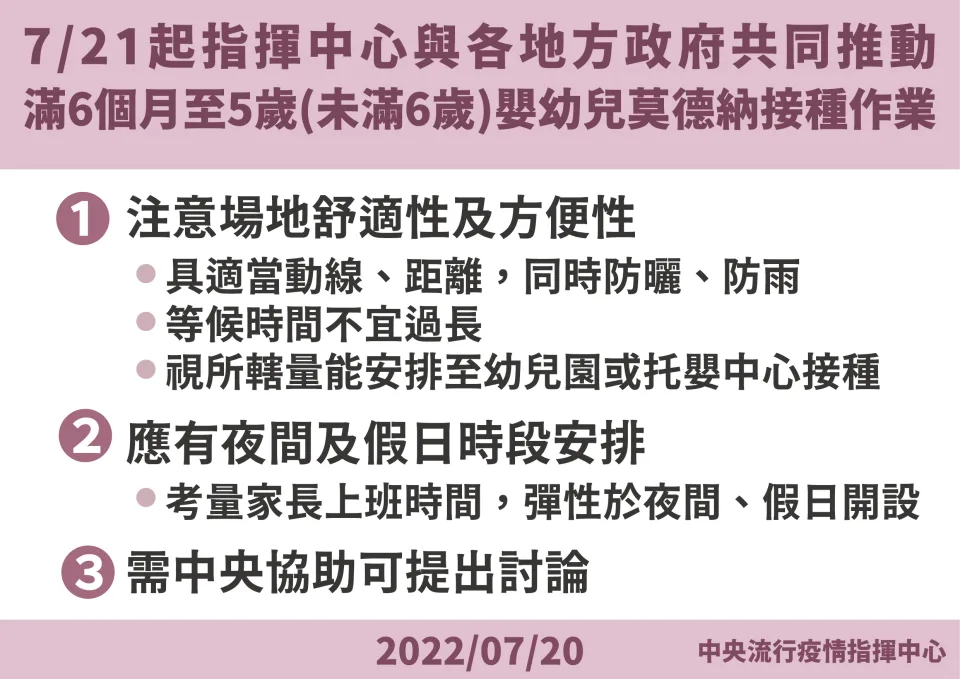 7/21起指揮中心與各地方政府共同推動
滿6個月至5歲(未滿6歲)嬰幼兒莫德納接種作業
1 注意場地舒適性及方便性
具適當動線、距離，同時防曬、防雨
等候時間不宜過長
視所轄量能安排至幼兒園或托嬰中心接種
2 應有夜間及假日時段安排
考量家長上班時間，彈性於夜間、假日開設
3 需中央協助可提出討論
2022/07/20
中央流行疫情指揮中心